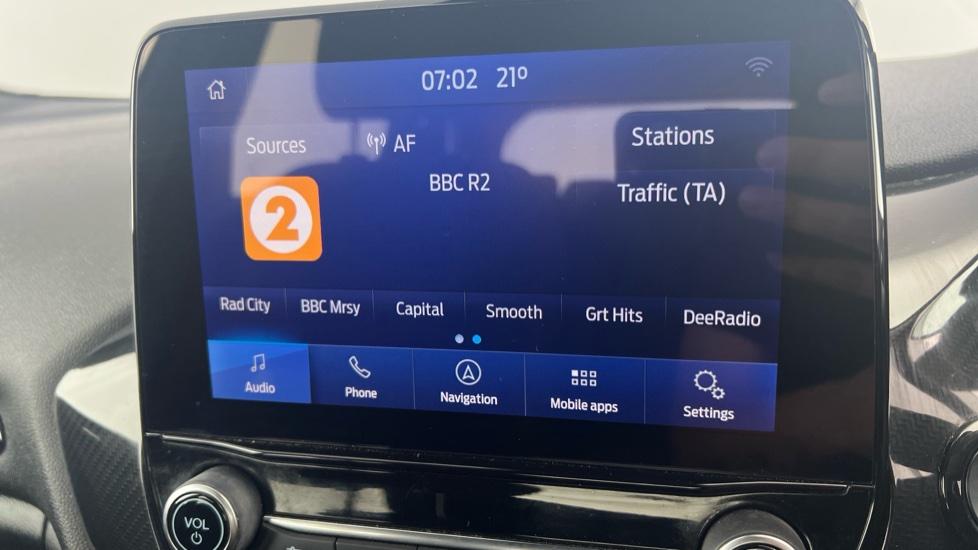 07:02 21°
Sources AF Stations
BBC R2
Traffic (TA)
2
Rad City BBC Mrsy Capital Smooth Grt Hits DeeRadio
Audio Phone Navigation Mobile apps Settings
VOL